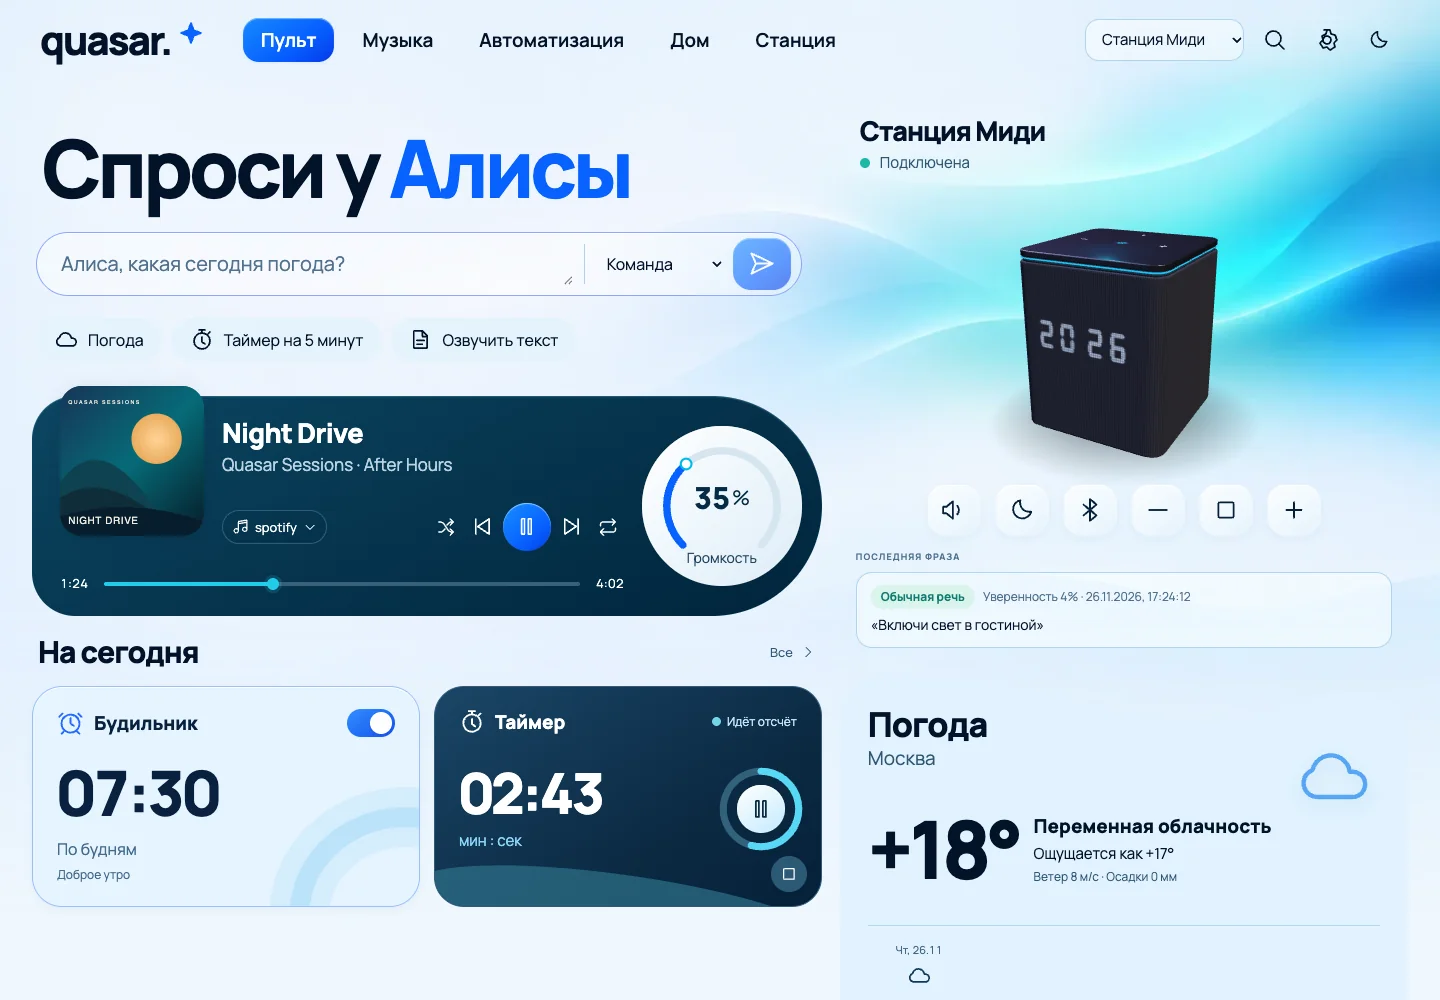 quasar.
Пульт
Музыка
Автоматизация
Дом
Станция
Станция Миди
Спроси у Алисы
Алиса, какая сегодня погода?
Команда
Погода
Таймер на 5 минут
Озвучить текст
QUASAR SESSIONS
NIGHT DRIVE
Night Drive
Quasar Sessions · After Hours
spotify
1:24
4:02
35%
Громкость
На сегодня
Все
Будильник
07:30
По будням
Доброе утро
Таймер
Идёт отсчёт
02:43
мин : сек
Станция Миди
Подключена
20 26
ПОСЛЕДНЯЯ ФРАЗА
Обычная речь
Уверенность 4% · 26.11.2026, 17:24:12
«Включи свет в гостиной»
Погода
Москва
+18°
Переменная облачность
Ощущается как +17°
Ветер 8 м/с · Осадки 0 мм
Чт, 26.11